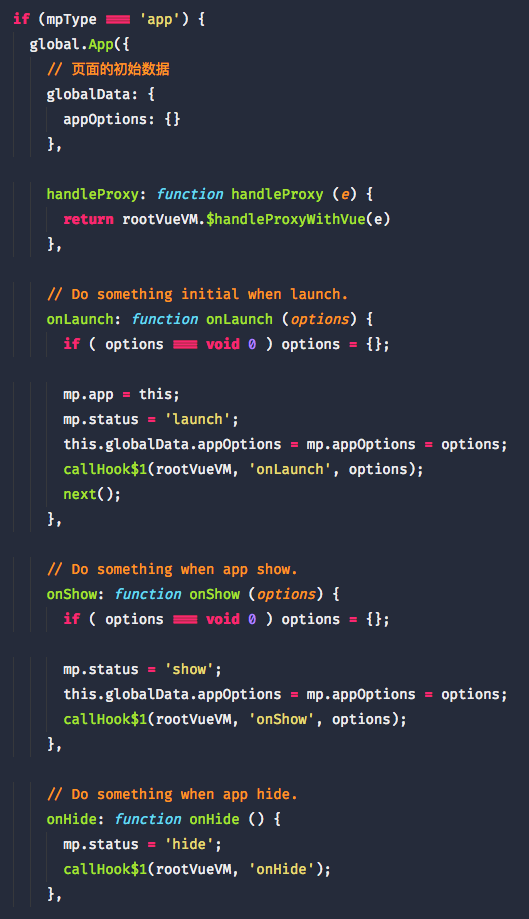 if (mpType === 'app') {
  global.App({
    // 页面的初始数据
    globalData: {
      appOptions: {}
    },

    handleProxy: function handleProxy (e) {
      return rootVueVM.$handleProxyWithVue(e)
    },

    // Do something initial when launch.
    onLaunch: function onLaunch (options) {
      if ( options === void 0 ) options = {};

      mp.app = this;
      mp.status = 'launch';
      this.globalData.appOptions = mp.appOptions = options;
      callHook$1(rootVueVM, 'onLaunch', options);
      next();
    },

    // Do something when app show.
    onShow: function onShow (options) {
      if ( options === void 0 ) options = {};

      mp.status = 'show';
      this.globalData.appOptions = mp.appOptions = options;
      callHook$1(rootVueVM, 'onShow', options);
    },

    // Do something when app hide.
    onHide: function onHide () {
      mp.status = 'hide';
      callHook$1(rootVueVM, 'onHide');
    },